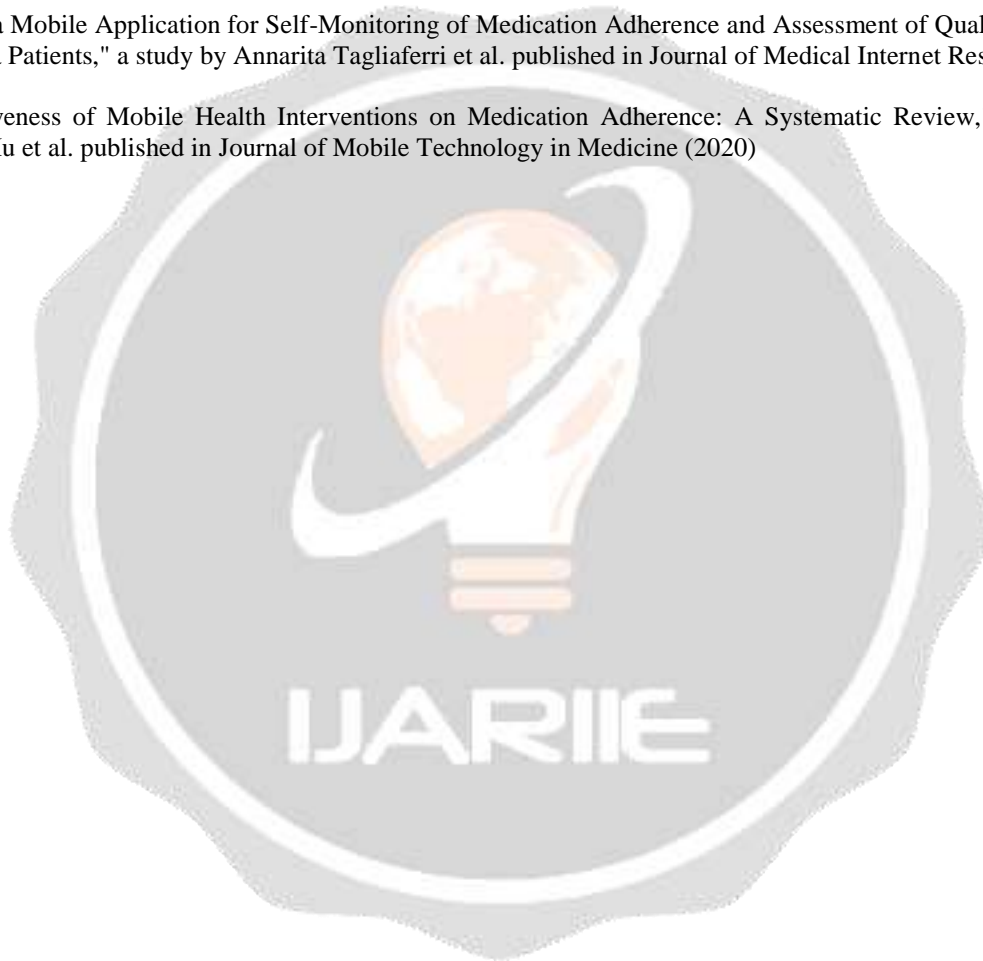 a Mobile Application for Self-Monitoring of Medication Adherence and Assessment of Qual
Patients," a study by Annarita Tagliaferri et al. published in Journal of Medical Internet Res
veness of Mobile Health Interventions on Medication Adherence: A Systematic Review,
u et al. published in Journal of Mobile Technology in Medicine (2020)
IJARIIE